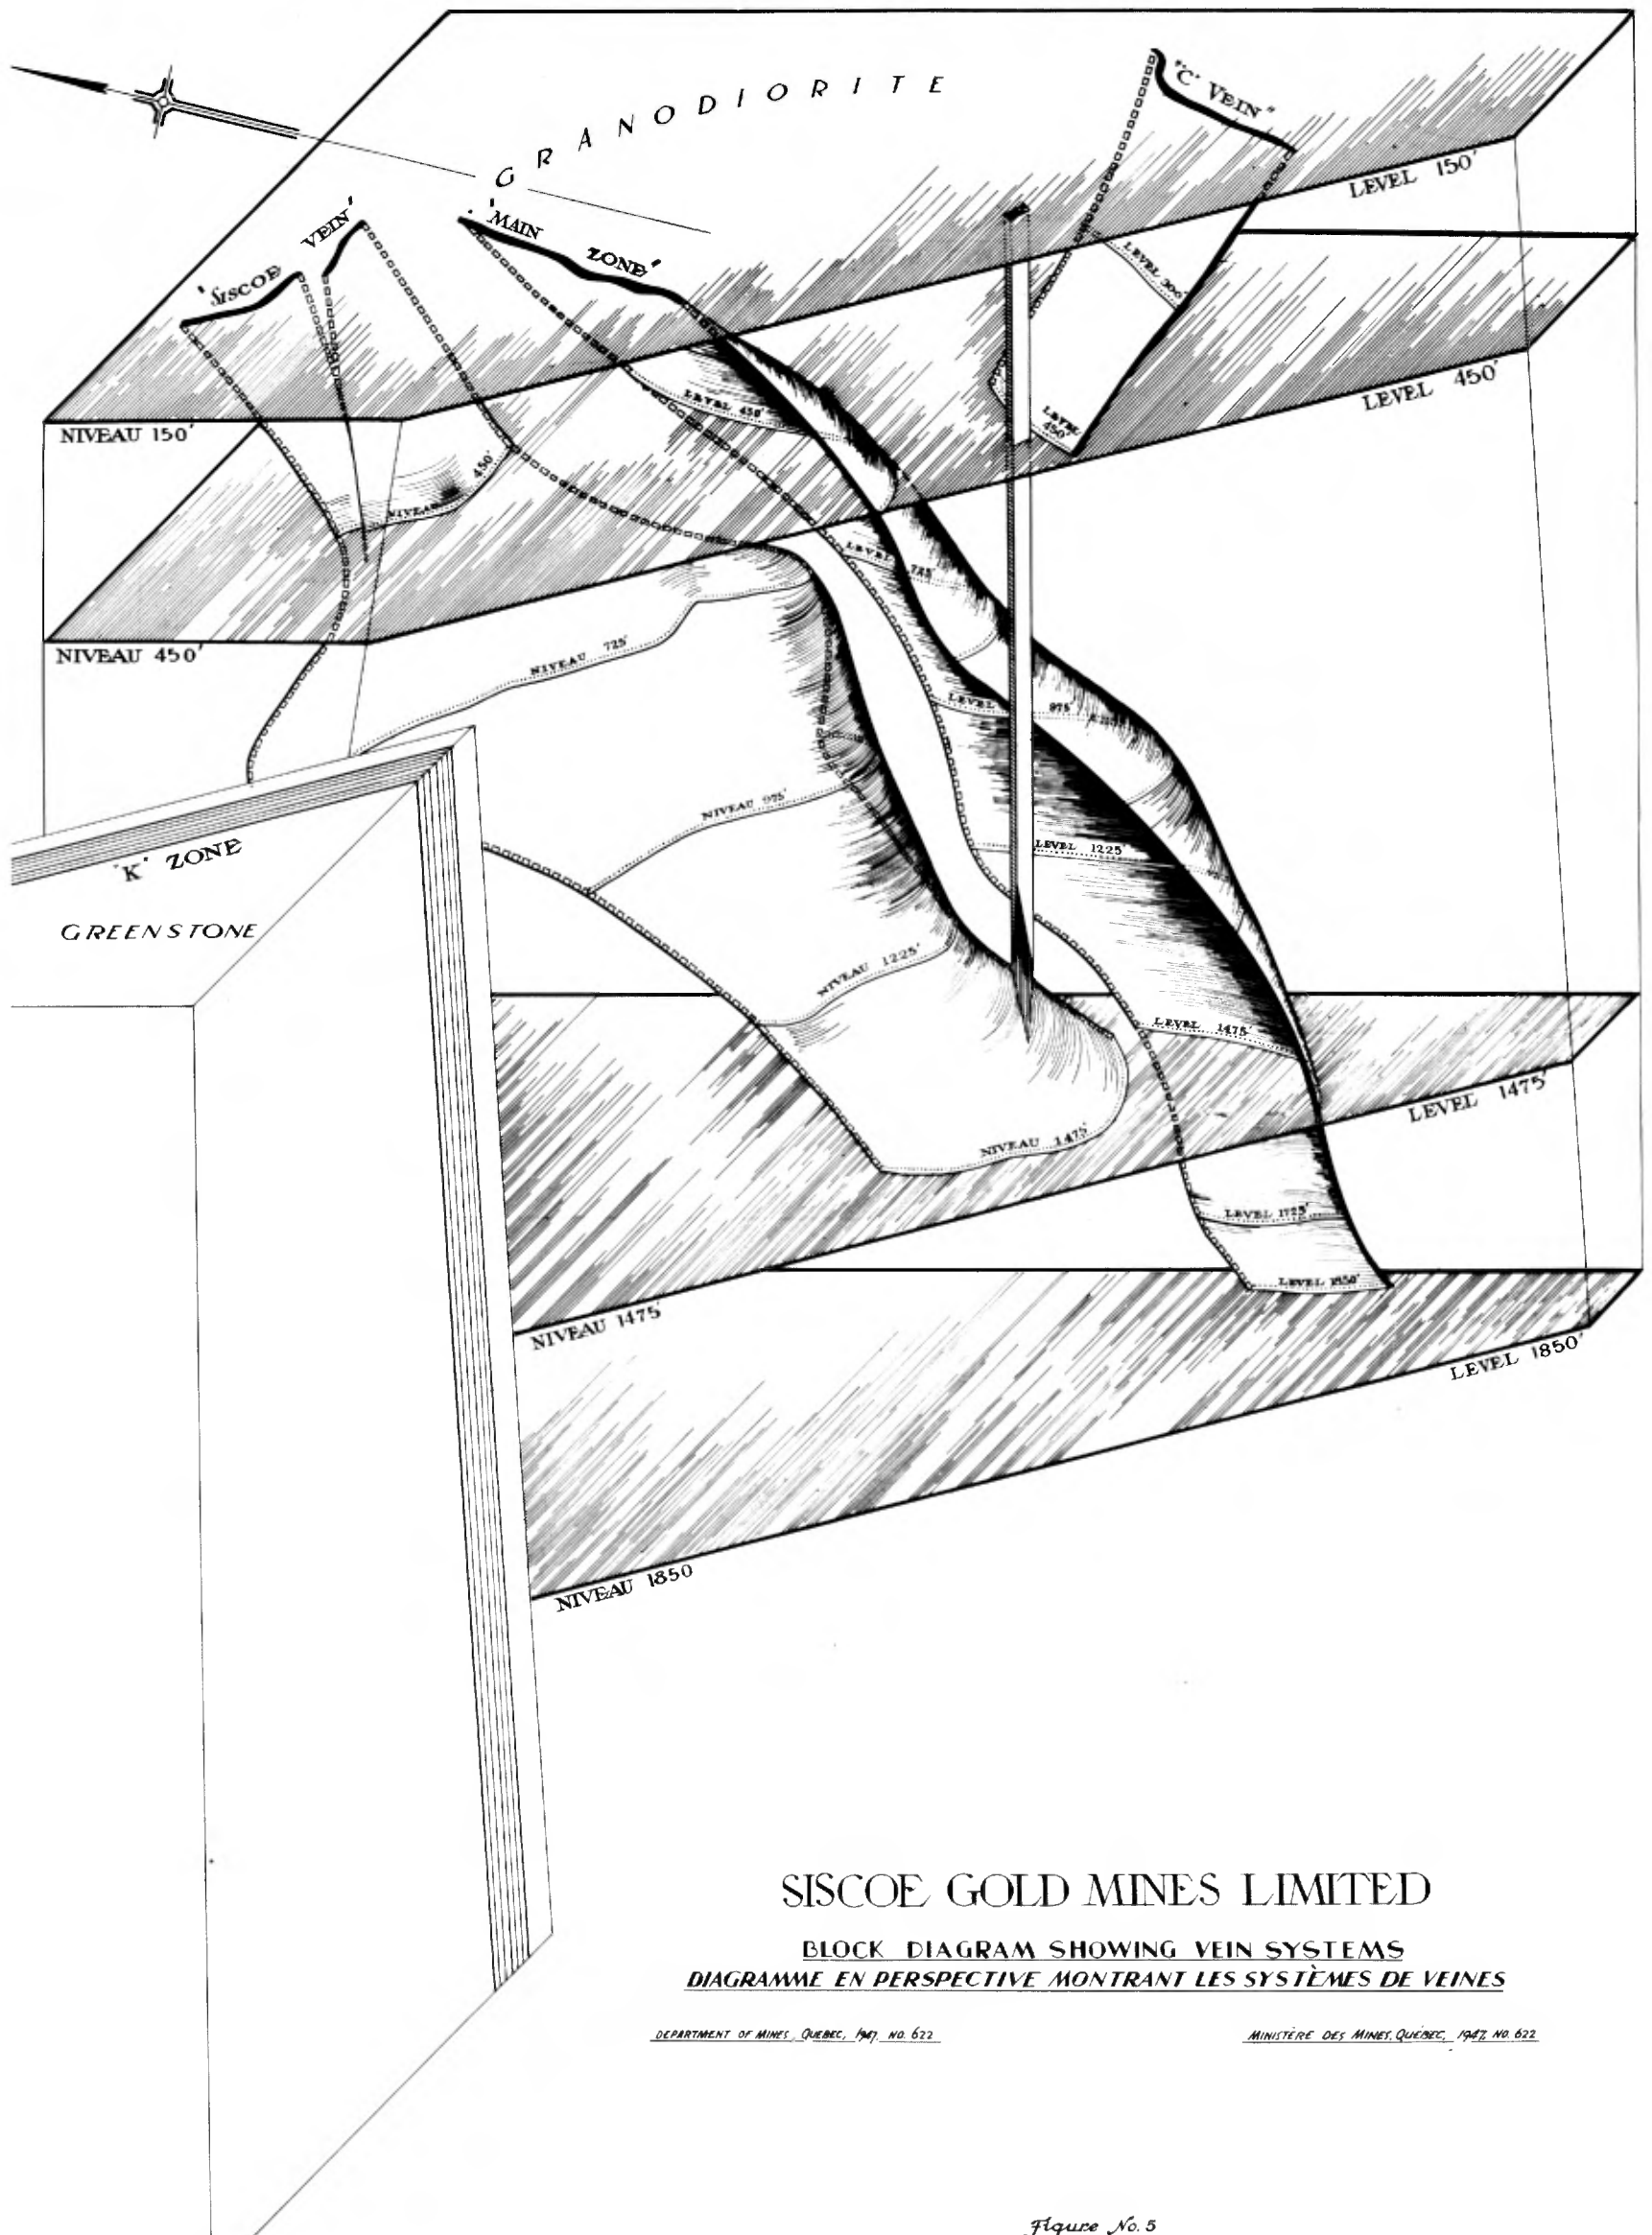 GRANODIORITE
"C" VEIN"
LEVEL 150'
'SISCOE VEIN'
'MAIN ZONE"
LEVEL 300'
NIVEAU 150'
LEVEL 450'
LEVEL 450'
LEVEL 450'
NIVEAU 450'
NIVEAU 450'
LEVEL 725'
NIVEAU 725'
LEVEL 975'
NIVEAU 975'
'K' ZONE
LEVEL 1225'
GREENSTONE
NIVEAU 1225'
LEVEL 1475'
LEVEL 1475'
NIVEAU 1475'
LEVEL 1725'
LEVEL 1850'
NIVEAU 1475'
LEVEL 1850'
NIVEAU 1850
SISCOE GOLD MINES LIMITED
BLOCK DIAGRAM SHOWING VEIN SYSTEMS
DIAGRAMME EN PERSPECTIVE MONTRANT LES SYSTÈMES DE VEINES
DEPARTMENT OF MINES, QUEBEC, 1947, NO. 622
MINISTÈRE DES MINES, QUÉBEC, 1947, NO. 622
Figure No. 5